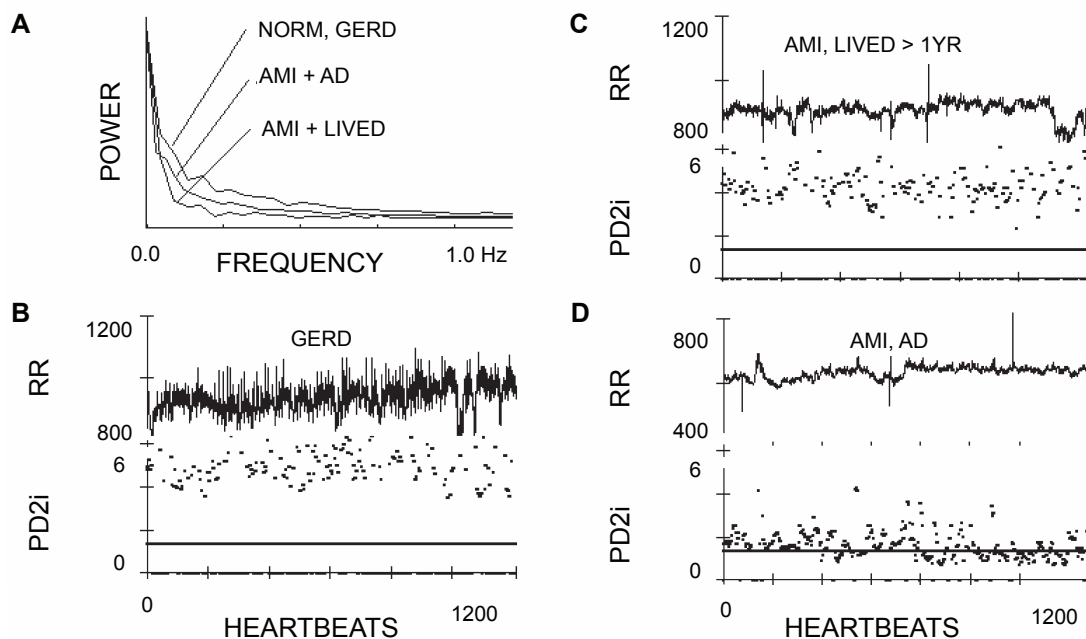 A
NORM, GERD
AMI + AD
AMI + LIVED
POWER
0.0
1.0 Hz
FREQUENCY
B
1200
GERD
RR
800
6
PD2i
0
0
1200
HEARTBEATS
C
1200
AMI, LIVED > 1YR
RR
800
6
PD2i
0
D
800
AMI, AD
RR
400
6
PD2i
0
0
1200
HEARTBEATS